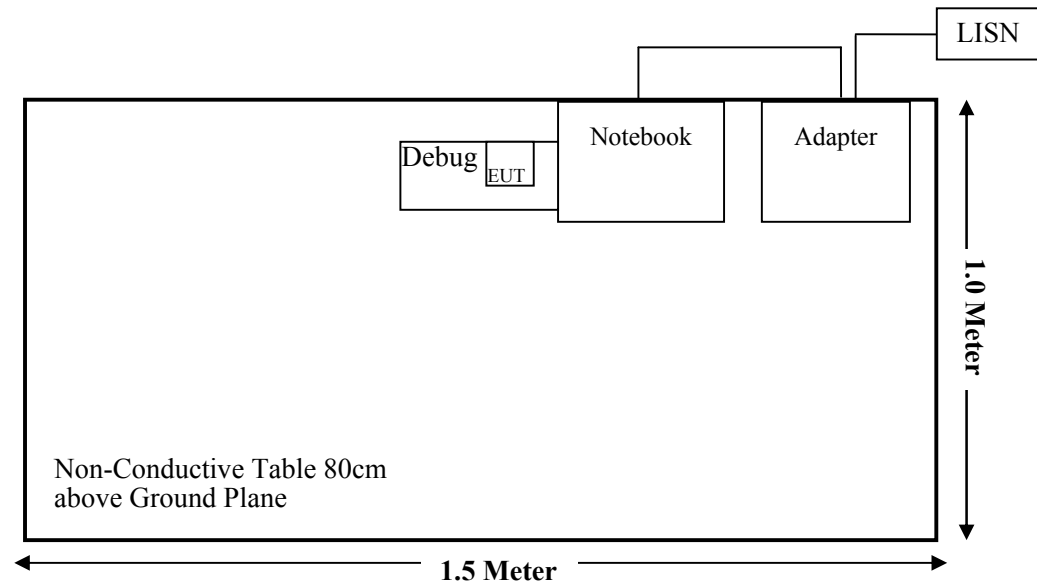 LISN
Notebook
Adapter
Debug
EUT
1.0 Meter
Non-Conductive Table 80cm
above Ground Plane
1.5 Meter